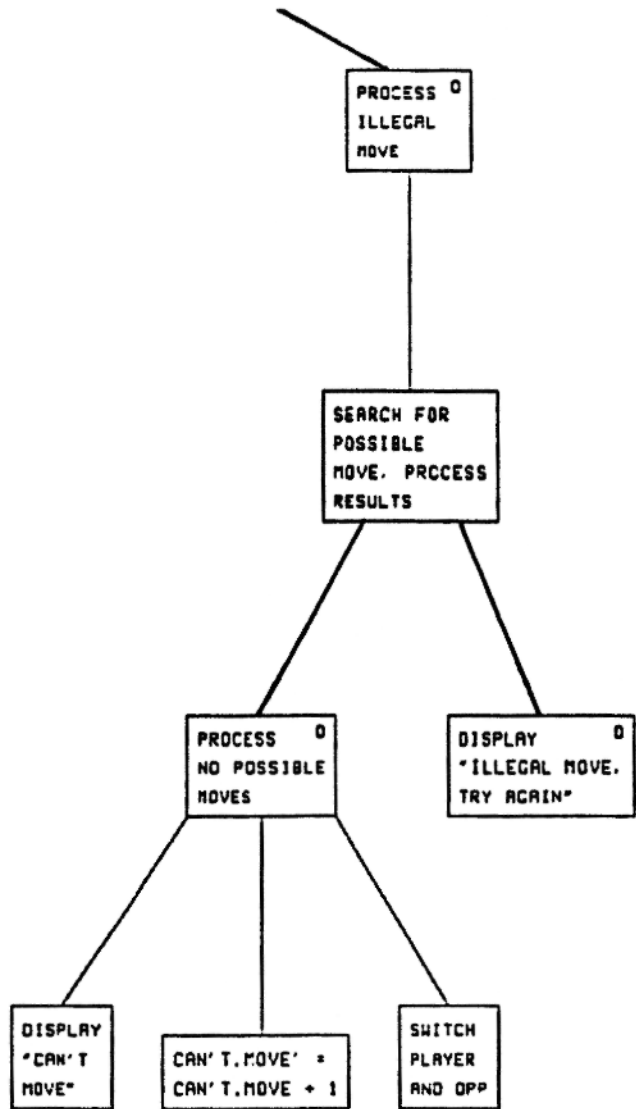 PROCESS O
ILLEGAL
MOVE
SEARCH FOR
POSSIBLE
MOVE, PROCESS
RESULTS
PROCESS O
NO POSSIBLE
MOVES
DISPLAY O
"ILLEGAL MOVE,
TRY AGAIN"
DISPLAY
"CAN'T
MOVE"
CAN'T.MOVE' =
CAN'T.MOVE + 1
SWITCH
PLAYER
AND OPP